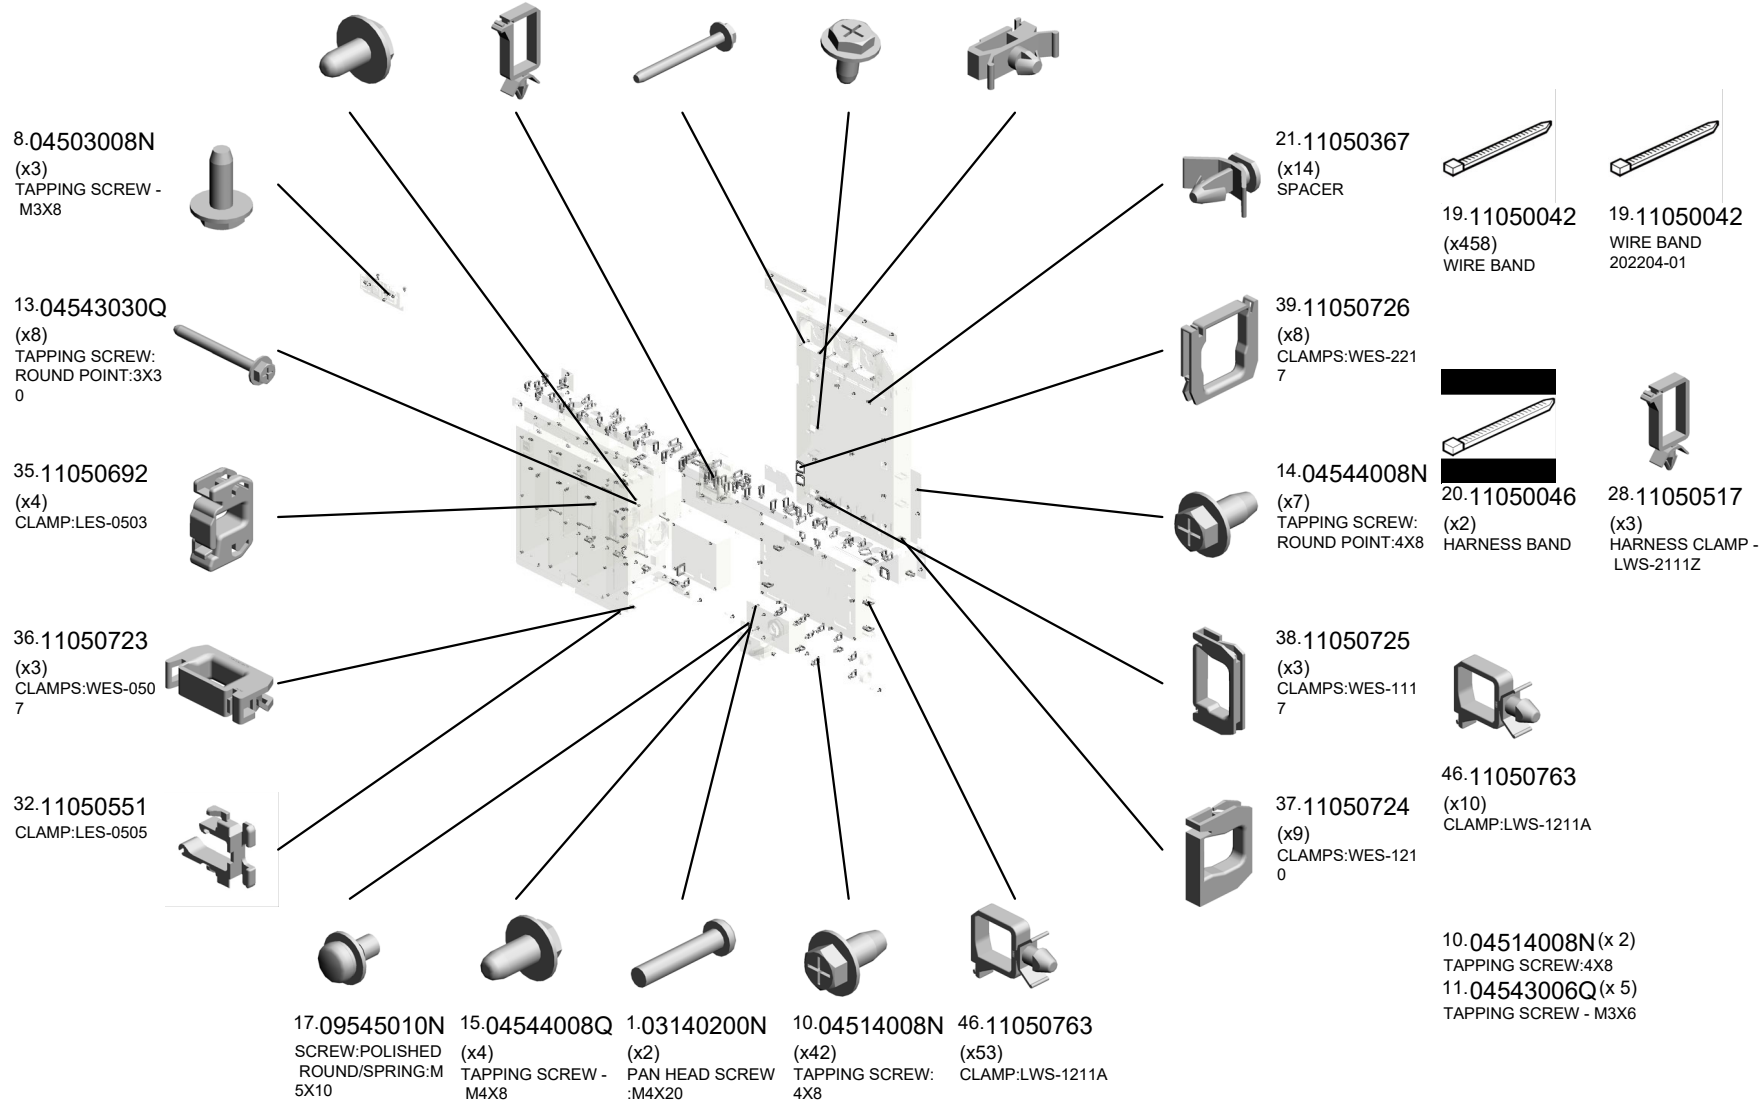 8.04503008N
(x3)
TAPPING SCREW -
M3X8
13.04543030Q
(x8)
TAPPING SCREW:
ROUND POINT:3X3
0
35.11050692
(x4)
CLAMP:LES-0503
36.11050723
(x3)
CLAMPS:WES-050
7
32.11050551
CLAMP:LES-0505
17.09545010N
SCREW:POLISHED
ROUND/SPRING:M
5X10
15.04544008Q
(x4)
TAPPING SCREW -
M4X8
1.03140200N
(x2)
PAN HEAD SCREW
:M4X20
10.04514008N
(x42)
TAPPING SCREW:
4X8
46.11050763
(x53)
CLAMP:LWS-1211A
21.11050367
(x14)
SPACER
39.11050726
(x8)
CLAMPS:WES-221
7
14.04544008N
(x7)
TAPPING SCREW:
ROUND POINT:4X8
38.11050725
(x3)
CLAMPS:WES-111
7
37.11050724
(x9)
CLAMPS:WES-121
0
19.11050042
(x458)
WIRE BAND
19.11050042
WIRE BAND
202204-01
20.11050046
(x2)
HARNESS BAND
28.11050517
(x3)
HARNESS CLAMP -
LWS-2111Z
46.11050763
(x10)
CLAMP:LWS-1211A
10.04514008N(x 2)
TAPPING SCREW:4X8
11.04543006Q(x 5)
TAPPING SCREW - M3X6